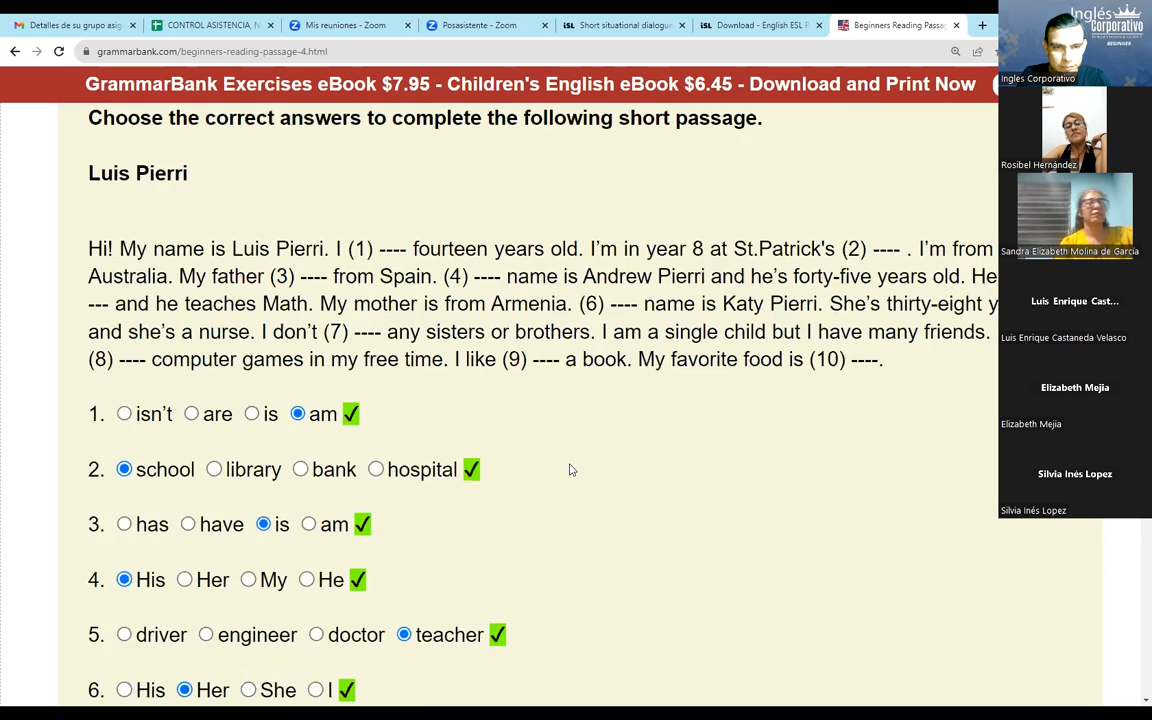 Detalles de su grupo asig
CONTROL ASISTENCIA, N
Mis reuniones - Zoom
Posasistente - Zoom
Short situational dialogue
Download - English ESL P
Beginners Reading Passa
grammarbank.com/beginners-reading-passage-4.html
GrammarBank Exercises eBook $7.95 - Children's English eBook $6.45 - Download and Print Now
Choose the correct answers to complete the following short passage.
Luis Pierri
Hi! My name is Luis Pierri. I (1) ---- fourteen years old. I'm in year 8 at St.Patrick's (2) ---- . I'm from
Australia. My father (3) ---- from Spain. (4) ---- name is Andrew Pierri and he's forty-five years old. He
--- and he teaches Math. My mother is from Armenia. (6) ---- name is Katy Pierri. She's thirty-eight y
and she's a nurse. I don't (7) ---- any sisters or brothers. I am a single child but I have many friends.
(8) ---- computer games in my free time. I like (9) ---- a book. My favorite food is (10) ----.
1. isn't are is am ✓
2. school library bank hospital ✓
3. has have is am ✓
4. His Her My He ✓
5. driver engineer doctor teacher ✓
6. His Her She I ✓
Inglés
Corporativo
BEGINNER
Ingles Corporativo
Rosibel Hernández
Sandra Elizabeth Molina de García
Luis Enrique Cast...
Luis Enrique Castaneda Velasco
Elizabeth Mejia
Elizabeth Mejia
Silvia Inés Lopez
Silvia Inés Lopez